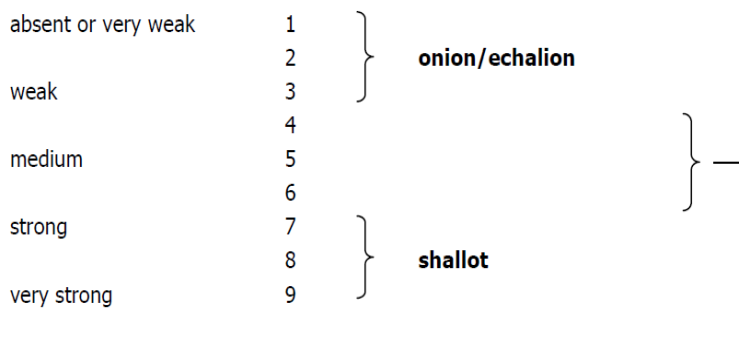 absent or very weak 1
2 onion/echalion
weak 3
4
medium 5 —
6
strong 7
8 shallot
very strong 9